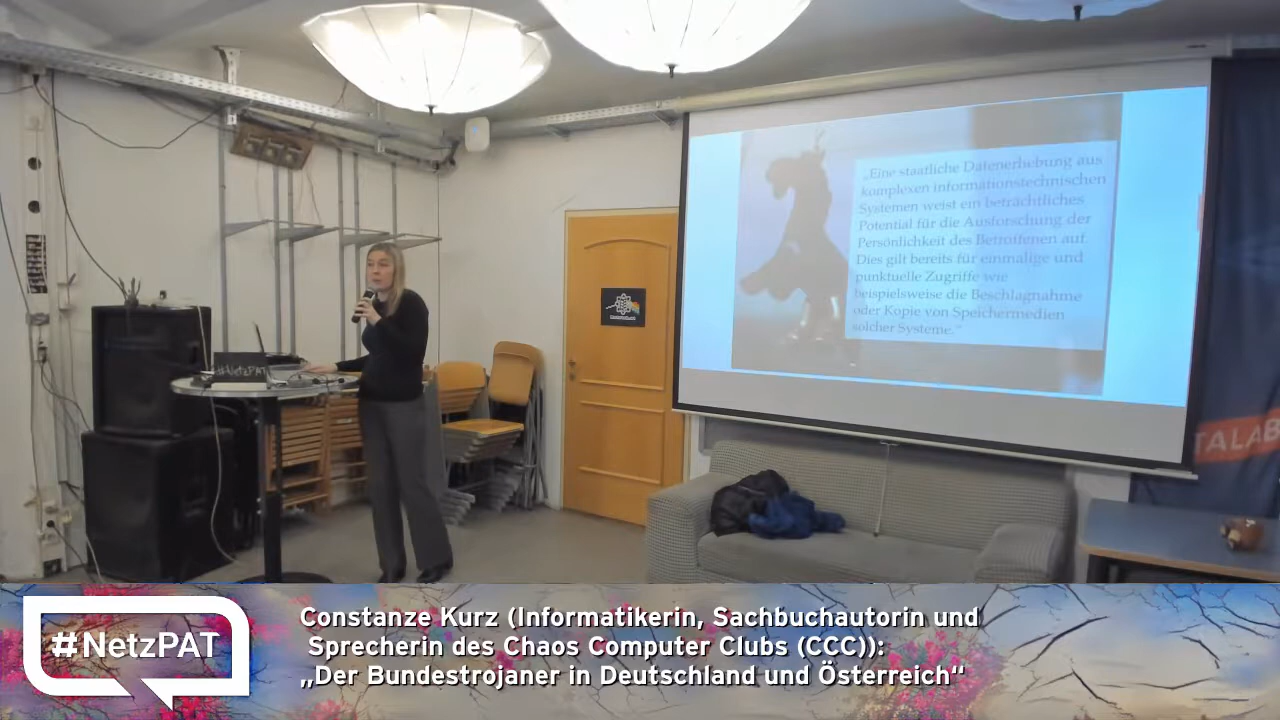 „Eine staatliche Datenerhebung aus
komplexen informationstechnischen
Systemen weist ein beträchtliches
Potential für die Ausforschung der
Persönlichkeit des Betroffenen auf.
Dies gilt bereits für einmalige und
punktuelle Zugriffe wie
beispielsweise die Beschlagnahme
oder Kopie von Speichermedien
solcher Systeme.“
#NetzPAT
TALAB
#NetzPAT
Constanze Kurz (Informatikerin, Sachbuchautorin und
Sprecherin des Chaos Computer Clubs (CCC)):
„Der Bundestrojaner in Deutschland und Österreich“